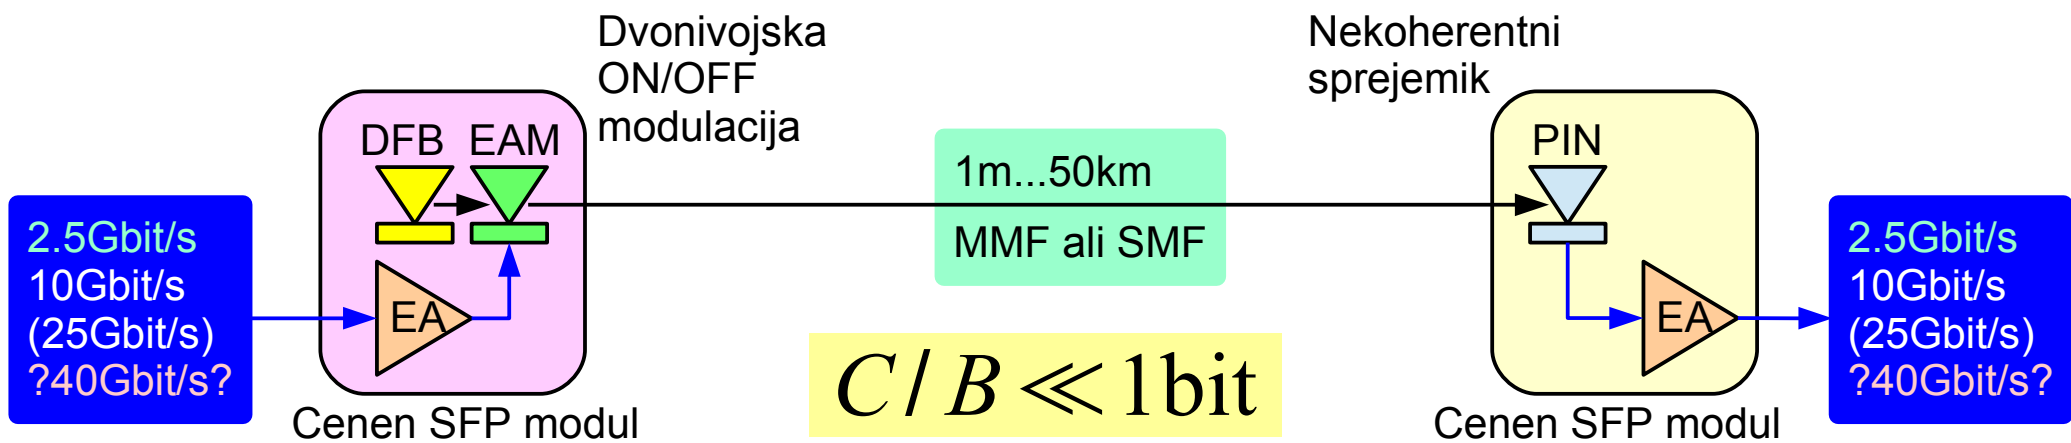 2.5Gbit/s
10Gbit/s
(25Gbit/s)
?40Gbit/s?
DFB EAM
EA
Cenen SFP modul
Dvonivojska
ON/OFF
modulacija
1m...50km
MMF ali SMF
C / B ≪ 1bit
Nekoherentni
sprejemik
PIN
EA
Cenen SFP modul
2.5Gbit/s
10Gbit/s
(25Gbit/s)
?40Gbit/s?